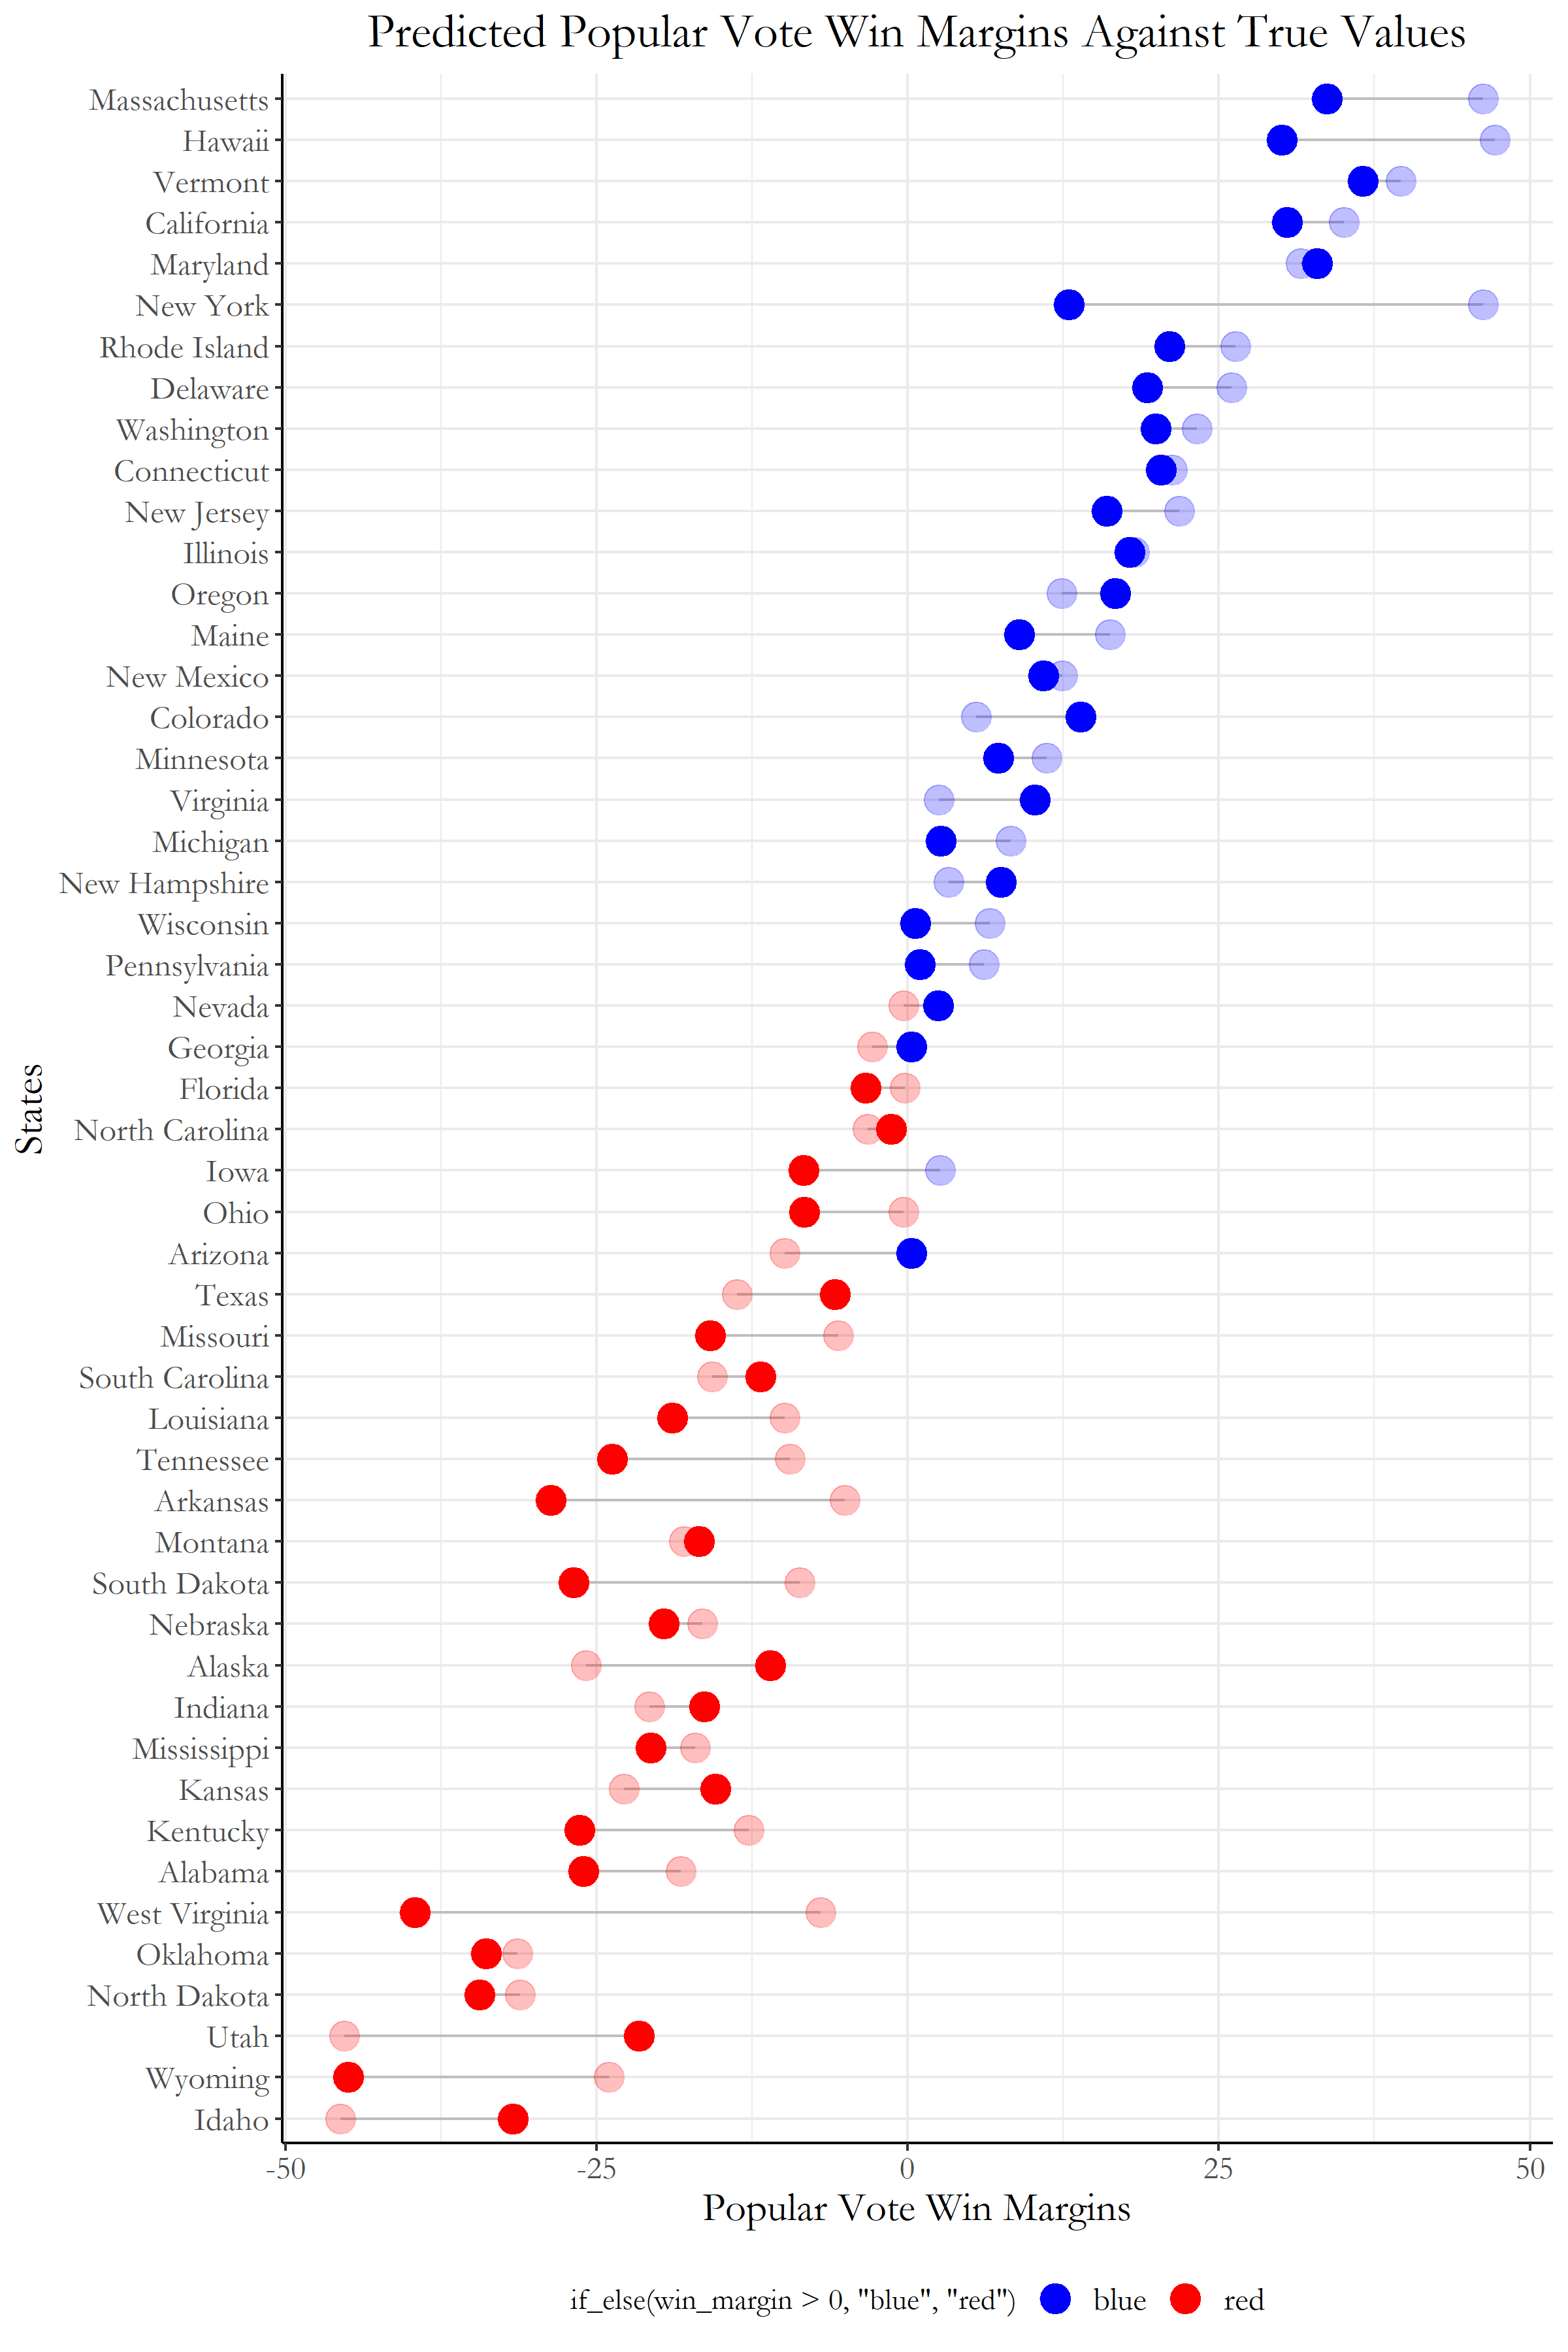 Predicted Popular Vote Win Margins Against True Values
Massachusetts
Hawaii
Vermont
California
Maryland
New York
Rhode Island
Delaware
Washington
Connecticut
New Jersey
Illinois
Oregon
Maine
New Mexico
Colorado
Minnesota
Virginia
Michigan
New Hampshire
Wisconsin
Pennsylvania
Nevada
Georgia
Florida
North Carolina
Iowa
Ohio
Arizona
Texas
Missouri
South Carolina
Louisiana
Tennessee
Arkansas
Montana
South Dakota
Nebraska
Alaska
Indiana
Mississippi
Kansas
Kentucky
Alabama
West Virginia
Oklahoma
North Dakota
Utah
Wyoming
Idaho
States
-50 -25 0 25 50
Popular Vote Win Margins
if_else(win_margin > 0, "blue", "red") blue red